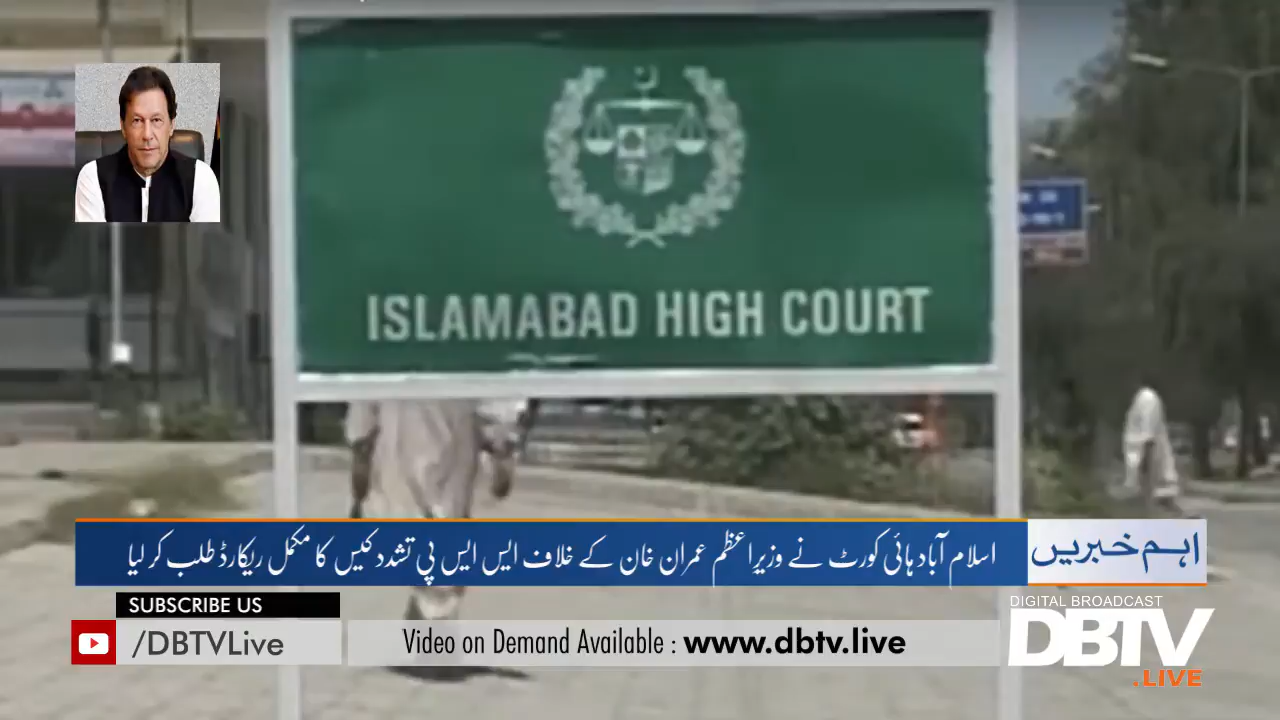 ISLAMABAD HIGH COURT
اسلام آباد ہائی کورٹ نے وزیراعظم عمران خان کے خلاف ایس ایس پی تشدد کیس کا مکمل ریکارڈ طلب کر لیا
اہم خبریں
SUBSCRIBE US
/DBTVLive
Video on Demand Available : www.dbtv.live
DIGITAL BROADCAST
DBTV
.LIVE